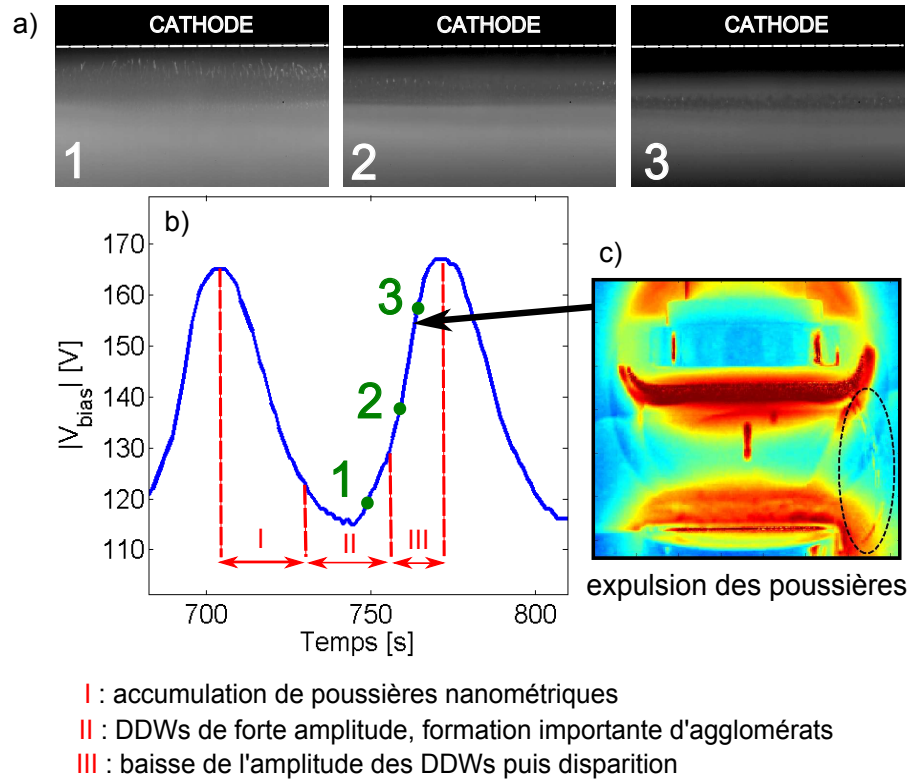 a)
CATHODE CATHODE CATHODE
1 2 3
b)
c)
|Vbias| [V]
170
160
150
140
130
120
110
3
2
1
I II III
700 750 800
Temps [s]
expulsion des poussières
I : accumulation de poussières nanométriques
II : DDWs de forte amplitude, formation importante d'agglomérats
III : baisse de l'amplitude des DDWs puis disparition